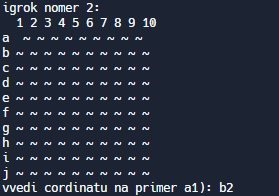 igrok nomer 2:
  1 2 3 4 5 6 7 8 9 10
a  ~ ~ ~ ~ ~ ~ ~ ~ ~
b ~ ~ ~ ~ ~ ~ ~ ~ ~ ~
c ~ ~ ~ ~ ~ ~ ~ ~ ~ ~
d ~ ~ ~ ~ ~ ~ ~ ~ ~ ~
e ~ ~ ~ ~ ~ ~ ~ ~ ~ ~
f ~ ~ ~ ~ ~ ~ ~ ~ ~ ~
g ~ ~ ~ ~ ~ ~ ~ ~ ~ ~
h ~ ~ ~ ~ ~ ~ ~ ~ ~ ~
i ~ ~ ~ ~ ~ ~ ~ ~ ~ ~
j ~ ~ ~ ~ ~ ~ ~ ~ ~ ~
vvedi cordinatu na primer a1): b2